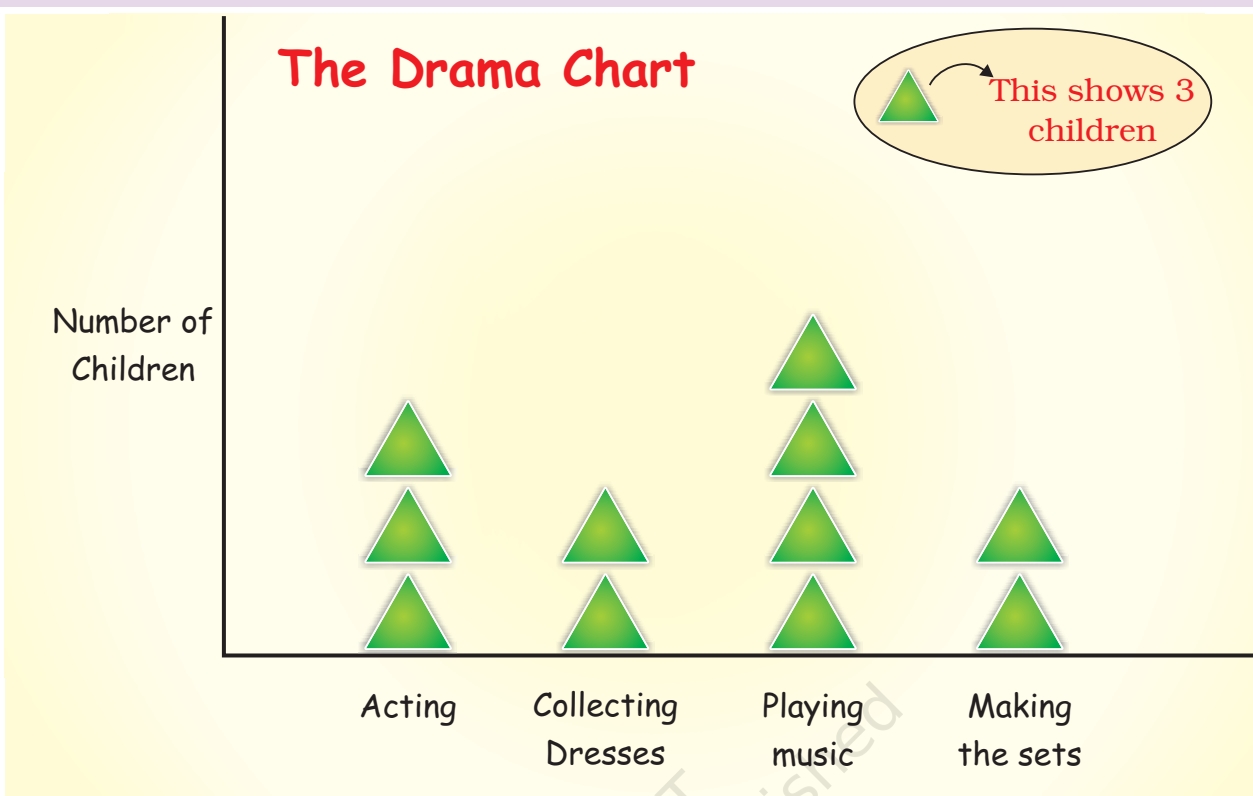 The Drama Chart
This shows 3
children
Number of
Children
Acting
Collecting
Dresses
Playing
music
Making
the sets